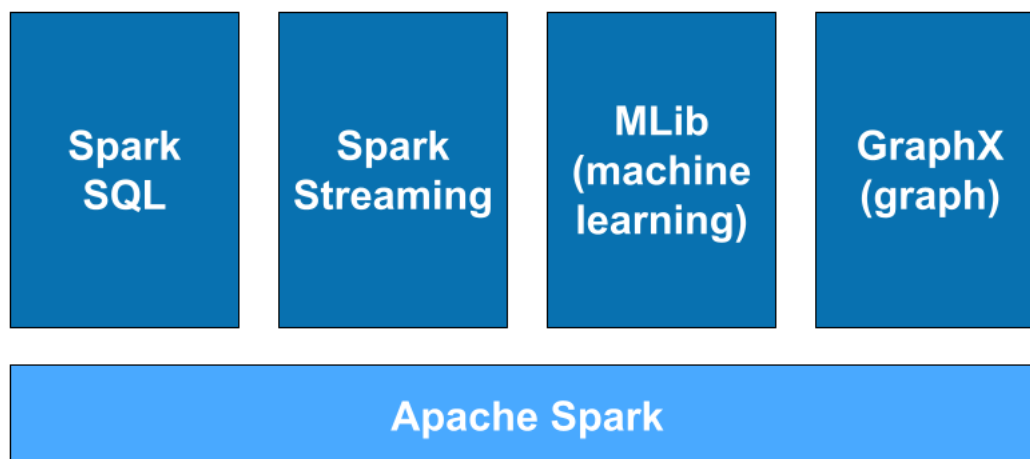 Spark
SQL
Spark
Streaming
MLib
(machine
learning)
GraphX
(graph)
Apache Spark